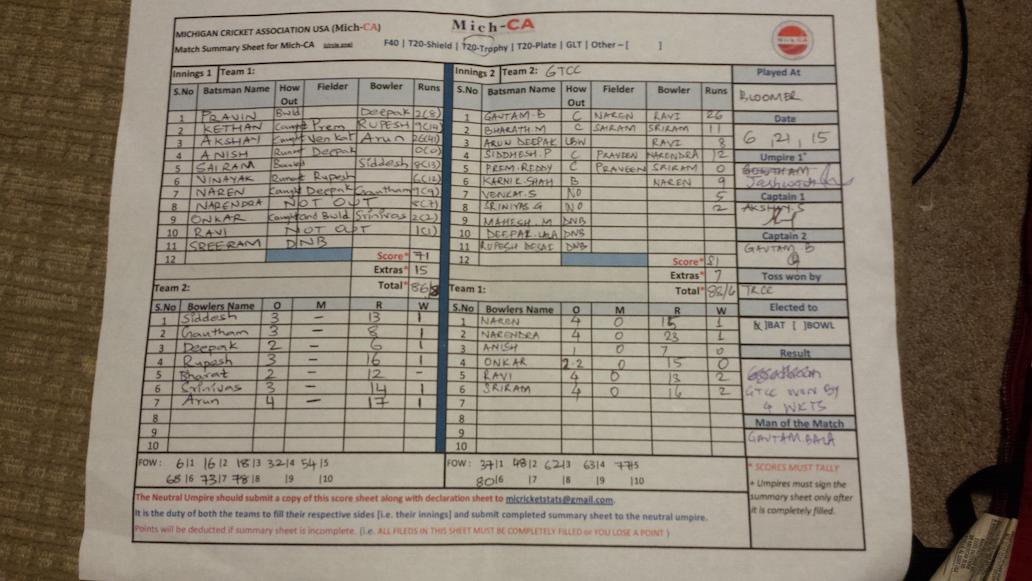 MICHIGAN CRICKET ASSOCIATION USA (Mich-CA)
Mich-CA
Match Summary Sheet for Mich-CA
F40 | T20-Shield | T20-Trophy | T20-Plate | GLT | Other – [ ]
Innings 1 Team 1:
S.No Batsman Name How Out Fielder Bowler Runs
1 PRAVIN Bwld Deepak 2(8)
2 KETHAN Caught Prem RUPESH 9(14)
3 AKSHAY Caught Venkat Arun 26(41)
4 ANISH Runout Deepak 0(0)
5 SAIRAM Bowled Siddesh 8(13)
6 VINAYAK Runout Rupesh 6(12)
7 NAREN Caught Deepak Gautham 9(9)
8 NARENDRA NOT OUT 8(7)
9 ONKAR Caught and Bwld Srinivas 2(2)
10 RAVI NOT OUT 1(1)
11 SREERAM DNB
12 Score* 71
Extras* 15
Total* 86/8
Team 2:
S.No Bowlers Name O M R W
1 Siddesh 3 – 13 1
2 Gautham 3 – 8 1
3 Deepak 2 – 6 1
4 Rupesh 3 – 16 1
5 Bharat 2 – 12 –
6 Srinivas 3 – 14 1
7 Arun 4 – 17 1
8
9
10
FOW: 6|1 16|2 18|3 32|4 54|5
68|6 73|7 78|8 |9 |10
Innings 2 Team 2: GTCC
S.No Batsman Name How Out Fielder Bowler Runs
1 GAUTAM.B C NAREN RAVI 26
2 BHARATH.M C SAIRAM SRIRAM 11
3 ARUN DEEPAK LBW RAVI 8
4 SIDDHESH.P C PRAVEEN NARENDRA 12
5 PREM.REDDY C PRAVEEN SRIRAM 0
6 KARNIK.SHAH B NAREN 9
7 VENKAT.S NO 5
8 SRINIVAS G NO 2
9 MAHESH.M DNB
10 DEEPAK.LALA DNB
11 RUPESH DESAI DNB
12 Score* 81
Extras* 7
Total* 88/6
Team 1:
S.No Bowlers Name O M R W
1 NAREN 4 0 15 1
2 NARENDRA 4 0 23 1
3 ANISH 1 0 7 0
4 ONKAR 2.2 0 15 0
5 RAVI 4 0 13 2
6 SRIRAM 4 0 16 2
7
8
9
10
FOW: 37|1 48|2 62|3 63|4 77|5
80|6 |7 |8 |9 |10
Played At
BLOOMER
Date
6, 21, 15
Umpire 1*
Captain 1
AKSHAY.S
Captain 2
GAUTAM.B
Toss won by
TRCC
Elected to
[X]BAT [ ]BOWL
Result
GTCC WON BY
4 WKTS
Man of the Match
GAUTAM.BALA
* SCORES MUST TALLY
+ Umpires must sign the
summary sheet only after
it is completely filled.
The Neutral Umpire should submit a copy of this score sheet along with declaration sheet to micricketstats@gmail.com.
It is the duty of both the teams to fill their respective sides [i.e. their innings] and submit completed summary sheet to the neutral umpire.
Points will be deducted if summary sheet is incomplete. (i.e. ALL FILEDS IN THIS SHEET MUST BE COMPLETELY FILLED or YOU LOSE A POINT )